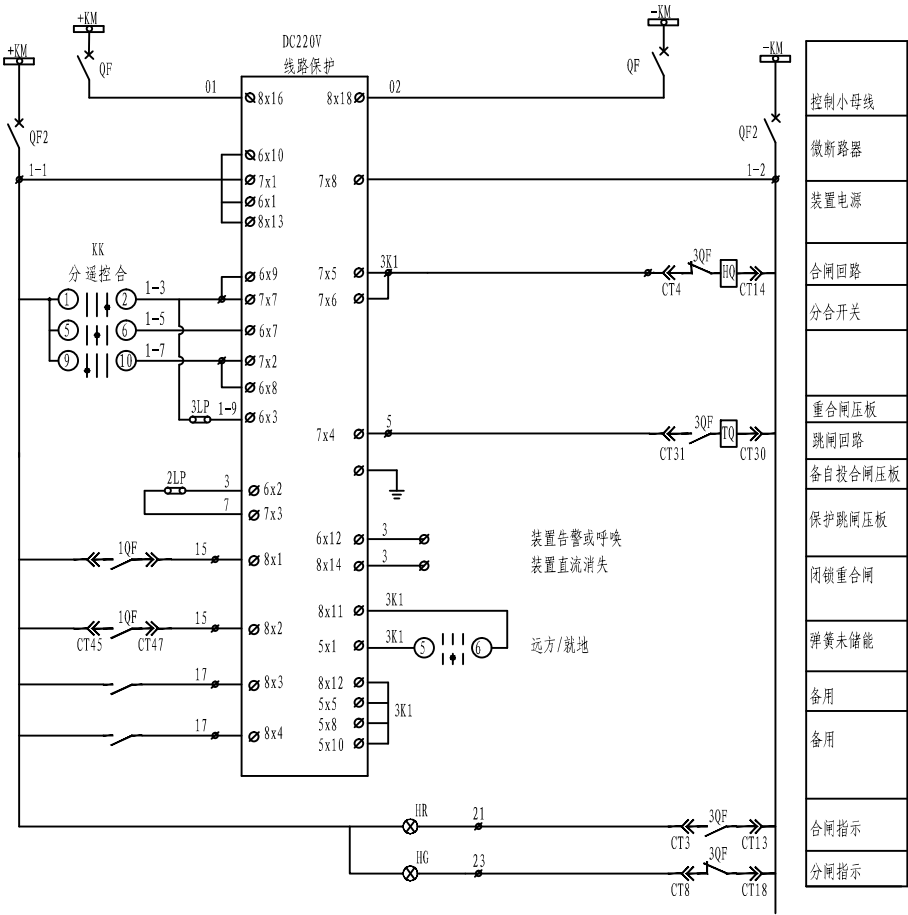 +KM
-KM
+KM
-KM
DC220V
线路保护
QF
QF
01
8x16
8x18
02
控制小母线
QF2
QF2
6x10
微断路器
1-1
7x1
7x8
1-2
6x1
装置电源
8x13
KK
分遥控合
6x9
7x5
3K1
3QF
HQ
合闸回路
1
2
1-3
7x7
7x6
CT4
CT14
分合开关
5
6
1-5
6x7
9
10
1-7
7x2
6x8
3LP
1-9
6x3
重合闸压板
7x4
5
3QF
TQ
跳闸回路
CT31
CT30
2LP
3
6x2
备自投合闸压板
7
7x3
保护跳闸压板
6x12
3
装置告警或呼唤
1QF
15
8x1
8x14
3
装置直流消失
闭锁重合闸
8x11
3K1
1QF
15
8x2
CT45
CT47
5x1
3K1
5
6
远方/就地
弹簧未储能
17
8x3
8x12
5x5
3K1
备用
17
8x4
5x8
5x10
备用
HR
21
3QF
CT3
CT13
合闸指示
HG
23
3QF
CT8
CT18
分闸指示